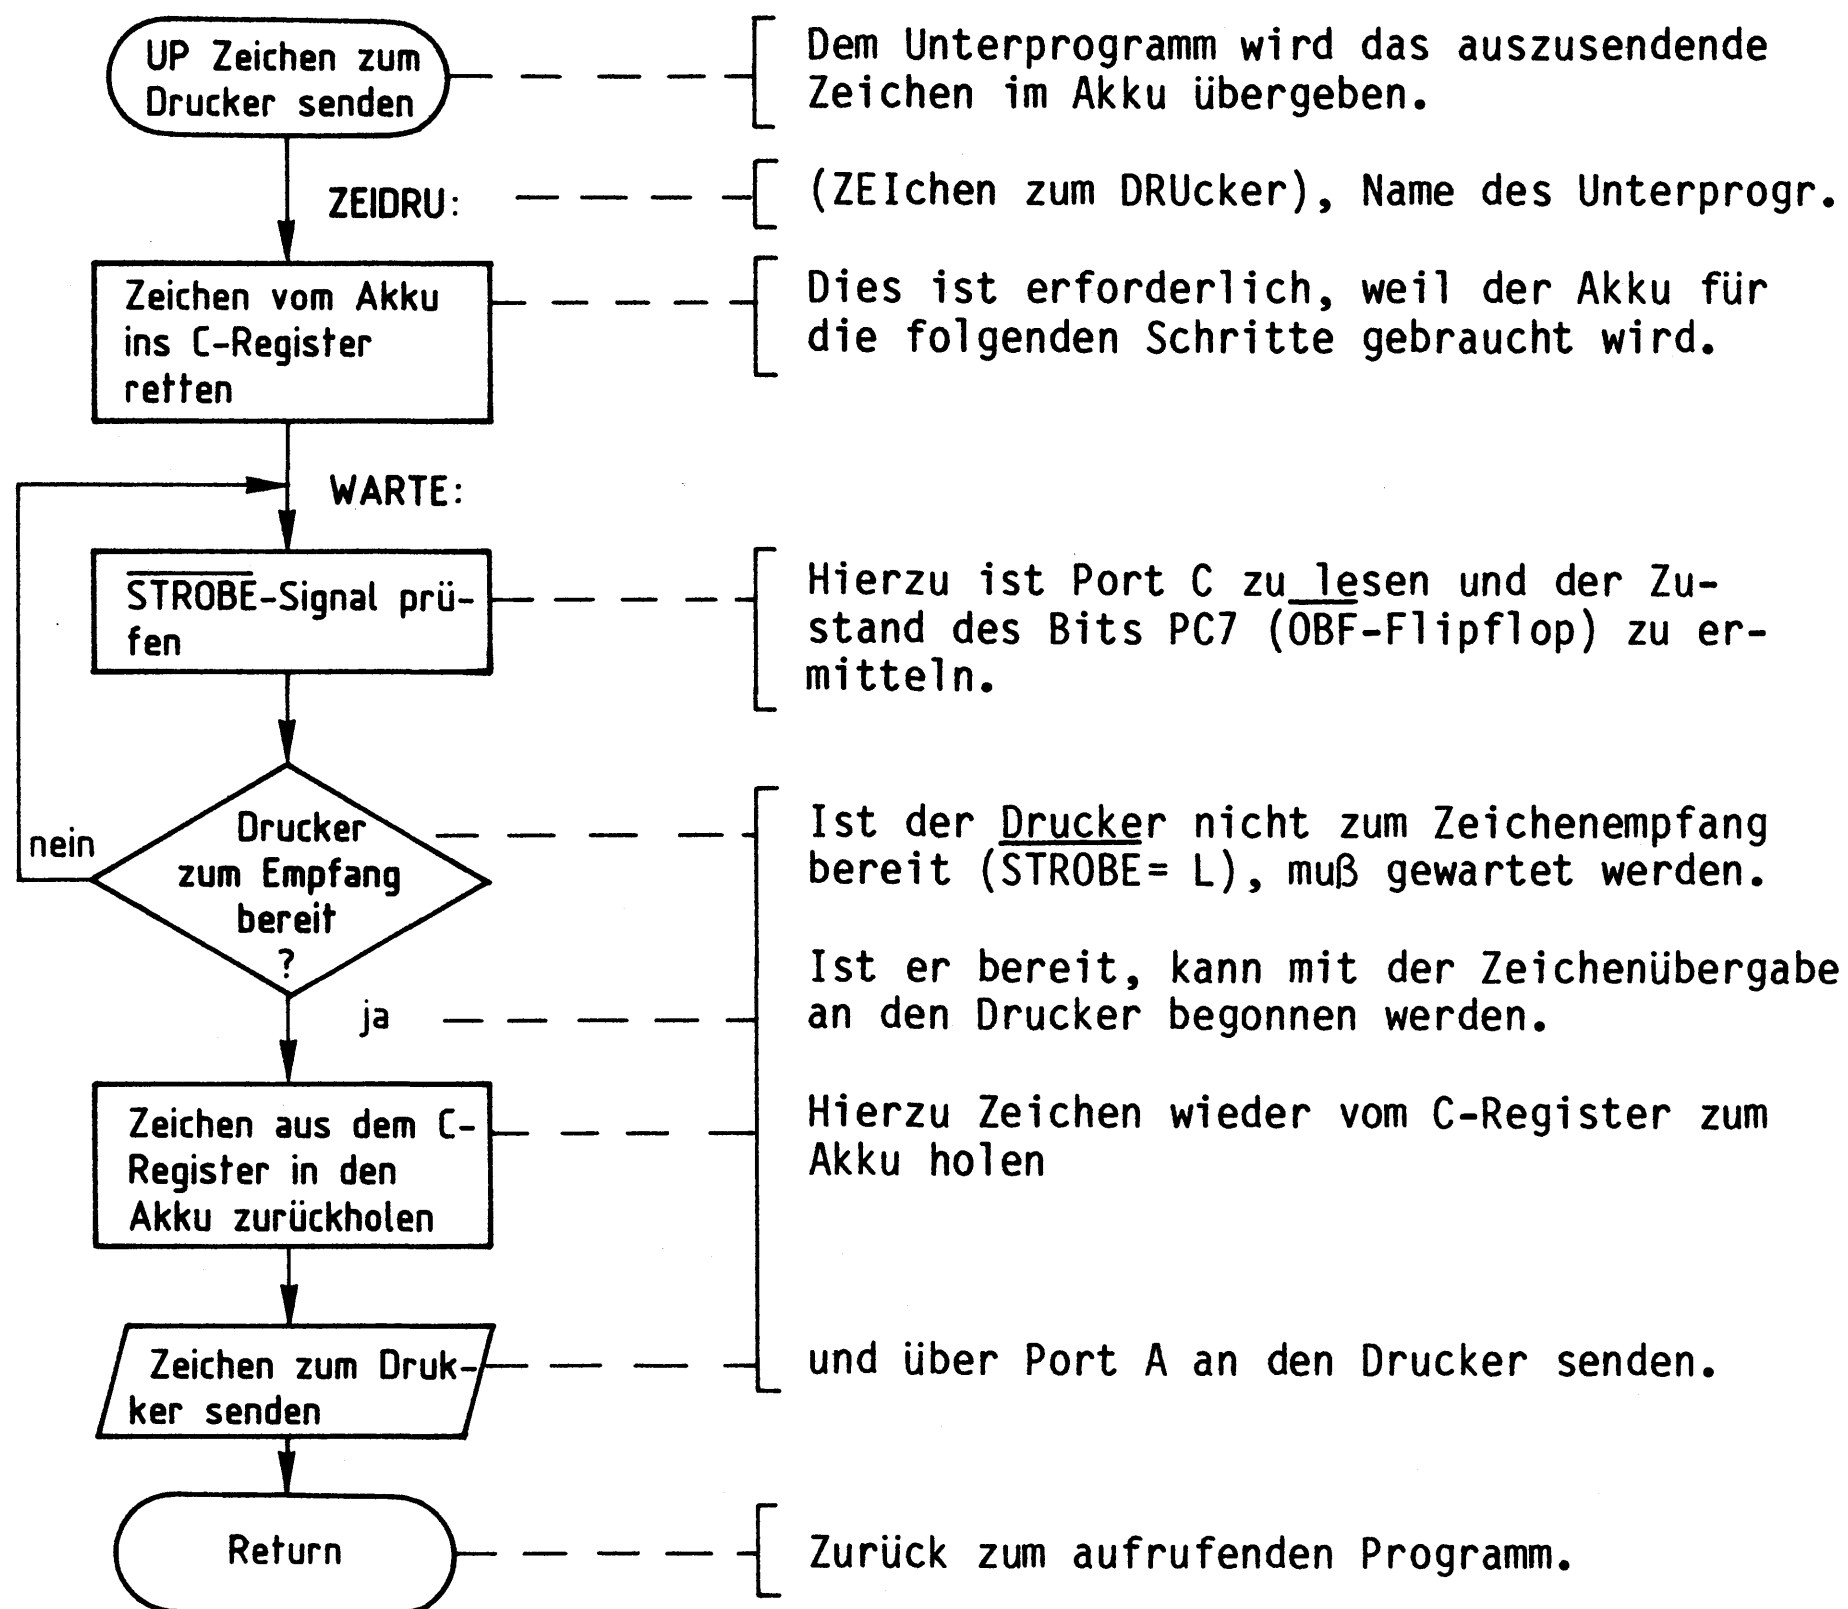 UP Zeichen zum
Drucker senden
Dem Unterprogramm wird das auszusendende
Zeichen im Akku übergeben.
ZEIDRU:
(ZEIchen zum DRUcker), Name des Unterprogr.
Zeichen vom Akku
ins C-Register
retten
Dies ist erforderlich, weil der Akku für
die folgenden Schritte gebraucht wird.
WARTE:
STROBE-Signal prü-
fen
Hierzu ist Port C zu lesen und der Zu-
stand des Bits PC7 (OBF-Flipflop) zu er-
mitteln.
nein
Drucker
zum Empfang
bereit
?
Ist der Drucker nicht zum Zeichenempfang
bereit (STROBE= L), muß gewartet werden.
ja
Ist er bereit, kann mit der Zeichenübergabe
an den Drucker begonnen werden.
Zeichen aus dem C-
Register in den
Akku zurückholen
Hierzu Zeichen wieder vom C-Register zum
Akku holen
Zeichen zum Druk-
ker senden
und über Port A an den Drucker senden.
Return
Zurück zum aufrufenden Programm.